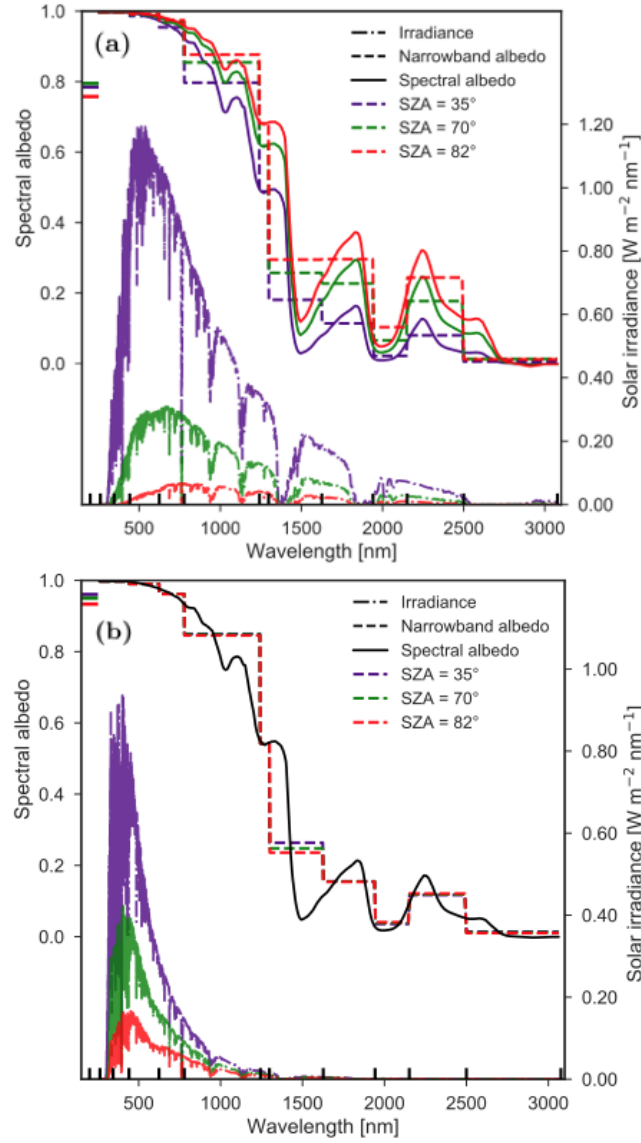 (a)
Irradiance
Narrowband albedo
Spectral albedo
SZA = 35°
SZA = 70°
SZA = 82°
Spectral albedo
1.0
0.8
0.6
0.4
0.2
0.0
Solar irradiance [W m−2 nm−1]
1.20
1.00
0.80
0.60
0.40
0.20
0.00
500 1000 1500 2000 2500 3000
Wavelength [nm]
(b)
Irradiance
Narrowband albedo
Spectral albedo
SZA = 35°
SZA = 70°
SZA = 82°
Spectral albedo
1.0
0.8
0.6
0.4
0.2
0.0
Solar irradiance [W m−2 nm−1]
1.00
0.80
0.60
0.40
0.20
0.00
500 1000 1500 2000 2500 3000
Wavelength [nm]